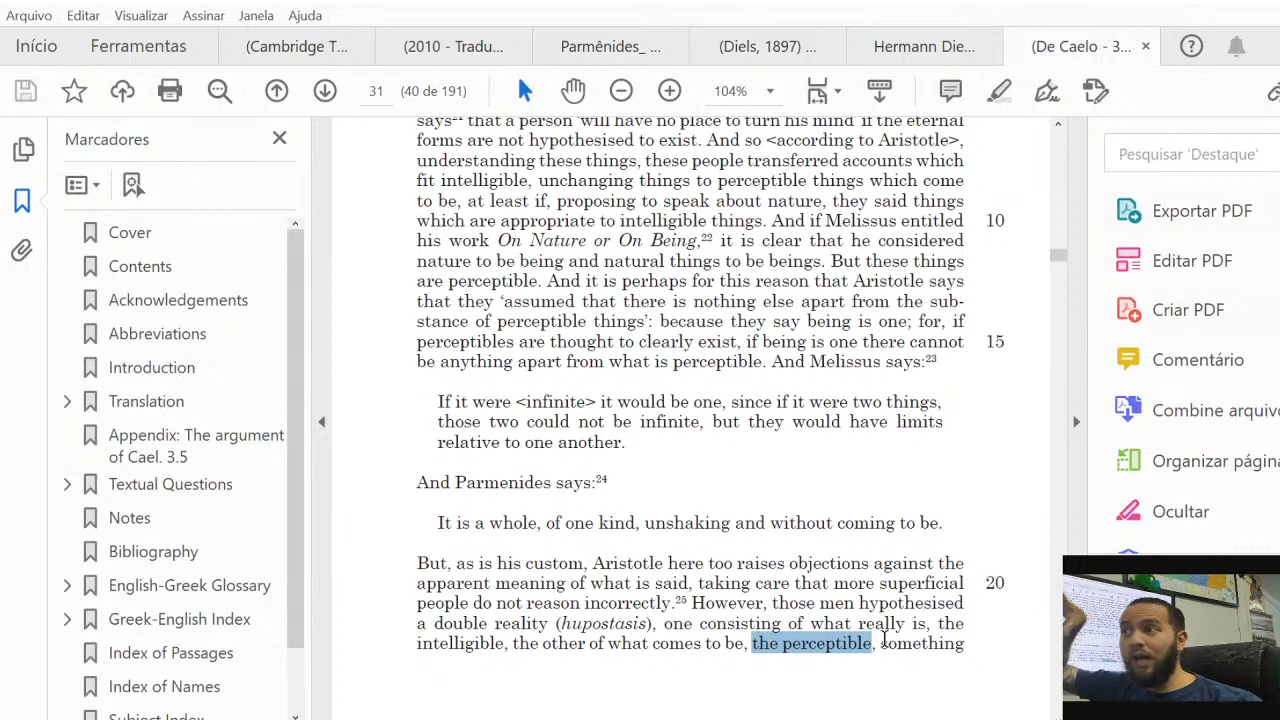 Arquivo Editar Visualizar Assinar Janela Ajuda
Início Ferramentas (Cambridge T... (2010 - Tradu... Parmênides_ ... (Diels, 1897) ... Hermann Die... (De Caelo - 3... ×
31 (40 de 191) 104%
Marcadores
Cover
Contents
Acknowledgements
Abbreviations
Introduction
Translation
Appendix: The argument
of Cael. 3.5
Textual Questions
Notes
Bibliography
English-Greek Glossary
Greek-English Index
Index of Passages
Index of Names
Subject Index
says²¹ that a person 'will have no place to turn his mind' if the eternal
forms are not hypothesised to exist. And so <according to Aristotle>,
understanding these things, these people transferred accounts which
fit intelligible, unchanging things to perceptible things which come
to be, at least if, proposing to speak about nature, they said things
which are appropriate to intelligible things. And if Melissus entitled 10
his work On Nature or On Being,²² it is clear that he considered
nature to be being and natural things to be beings. But these things
are perceptible. And it is perhaps for this reason that Aristotle says
that they 'assumed that there is nothing else apart from the sub-
stance of perceptible things': because they say being is one; for, if
perceptibles are thought to clearly exist, if being is one there cannot 15
be anything apart from what is perceptible. And Melissus says:²³
If it were <infinite> it would be one, since if it were two things,
those two could not be infinite, but they would have limits
relative to one another.
And Parmenides says:²⁴
It is a whole, of one kind, unshaking and without coming to be.
But, as is his custom, Aristotle here too raises objections against the
apparent meaning of what is said, taking care that more superficial 20
people do not reason incorrectly.²⁵ However, those men hypothesised
a double reality (hupostasis), one consisting of what really is, the
intelligible, the other of what comes to be, the perceptible, something
Pesquisar 'Destaque'
Exportar PDF
Editar PDF
Criar PDF
Comentário
Combine arquivo
Organizar página
Ocultar